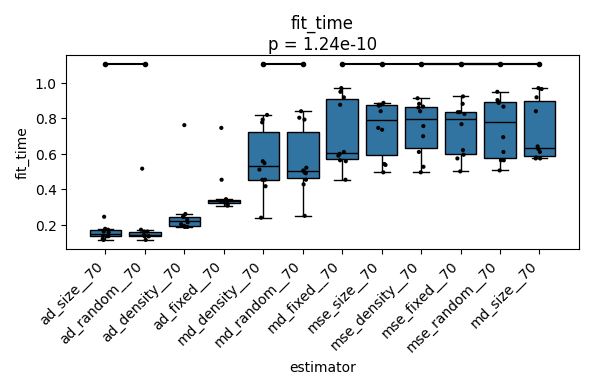 fit_time
p = 1.24e-10
fit_time
1.0
0.8
0.6
0.4
0.2
ad_size__70
ad_random__70
ad_density__70
ad_fixed__70
md_density__70
md_random__70
md_fixed__70
mse_size__70
mse_density__70
mse_fixed__70
mse_random__70
md_size__70
estimator